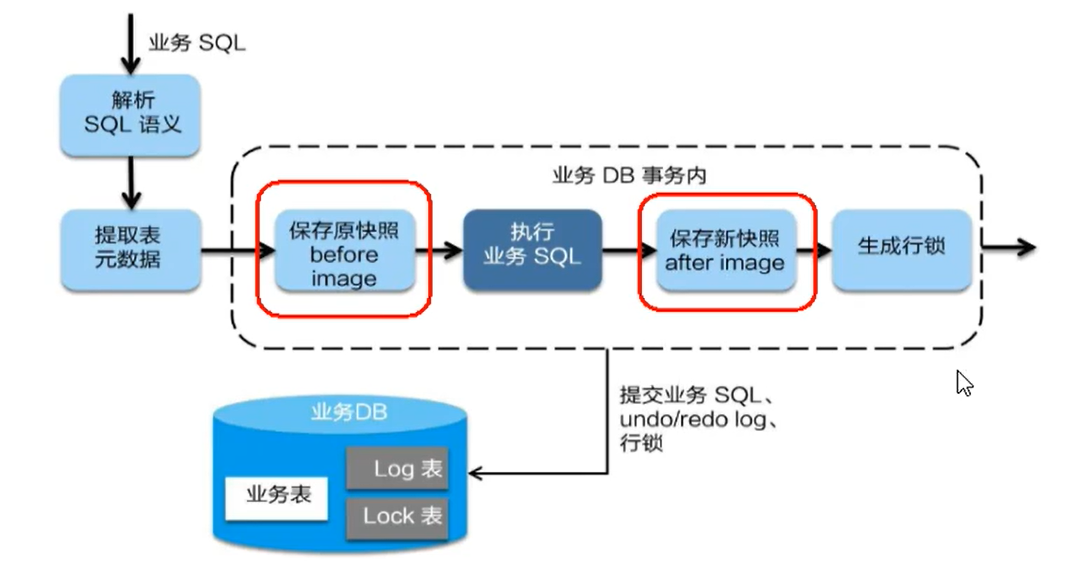 业务 SQL
解析
SQL 语义
提取表
元数据
业务 DB 事务内
保存原快照
before
image
执行
业务 SQL
保存新快照
after image
生成行锁
提交业务 SQL、
undo/redo log、
行锁
业务DB
业务表
Log 表
Lock 表